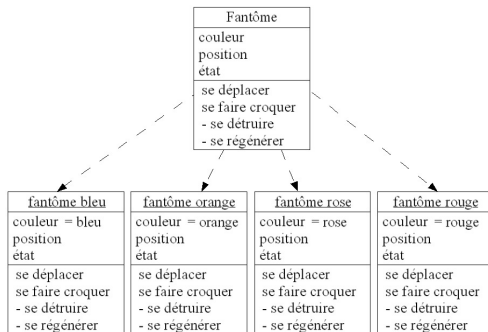 Fantôme
couleur
position
état
se déplacer
se faire croquer
- se détruire
- se régénérer
fantôme bleu
couleur = bleu
position
état
se déplacer
se faire croquer
- se détruire
- se régénérer
fantôme orange
couleur = orange
position
état
se déplacer
se faire croquer
- se détruire
- se régénérer
fantôme rose
couleur = rose
position
état
se déplacer
se faire croquer
- se détruire
- se régénérer
fantôme rouge
couleur = rouge
position
état
se déplacer
se faire croquer
- se détruire
- se régénérer